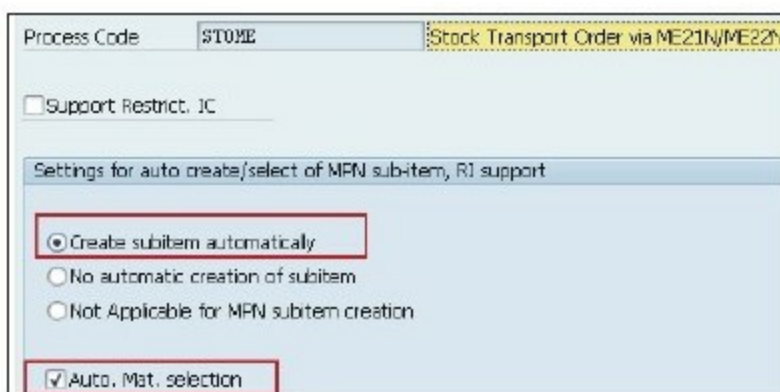 Process Code STOME Stock Transport Order via ME21N/ME22N
Support Restrict. IC
Settings for auto create/select of MPN sub-item, RI support
Create subitem automatically
No automatic creation of subitem
Not Applicable for MPN subitem creation
Auto. Mat. selection